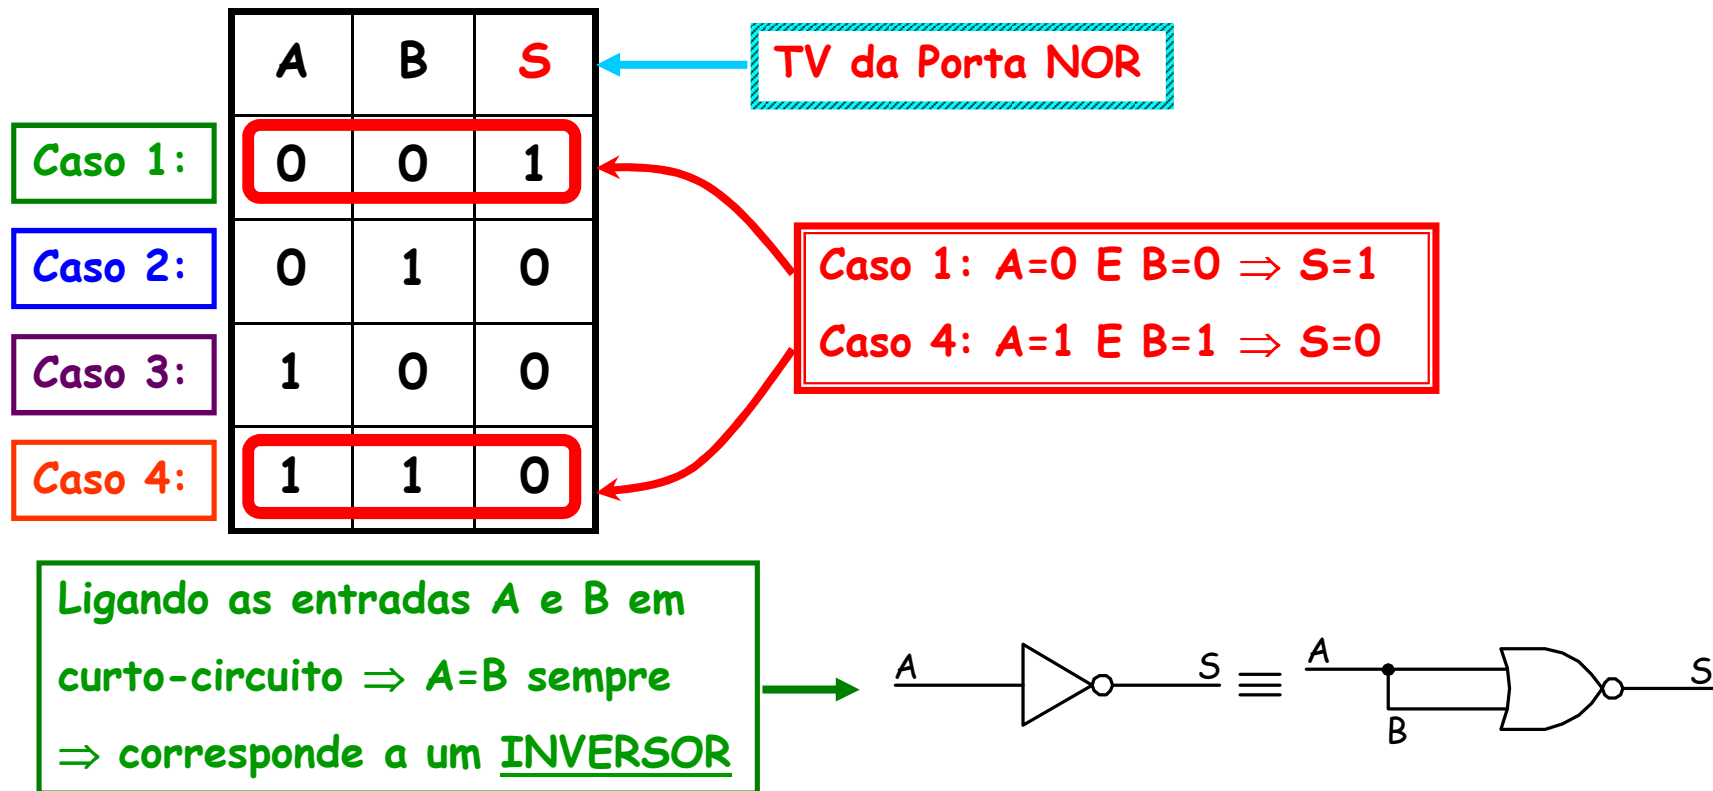 A B S
TV da Porta NOR
Caso 1: 0 0 1
Caso 2: 0 1 0
Caso 3: 1 0 0
Caso 4: 1 1 0
Caso 1: A=0 E B=0 ⇒ S=1
Caso 4: A=1 E B=1 ⇒ S=0
Ligando as entradas A e B em
curto-circuito ⇒ A=B sempre
⇒ corresponde a um INVERSOR
A S ≡ A S
B